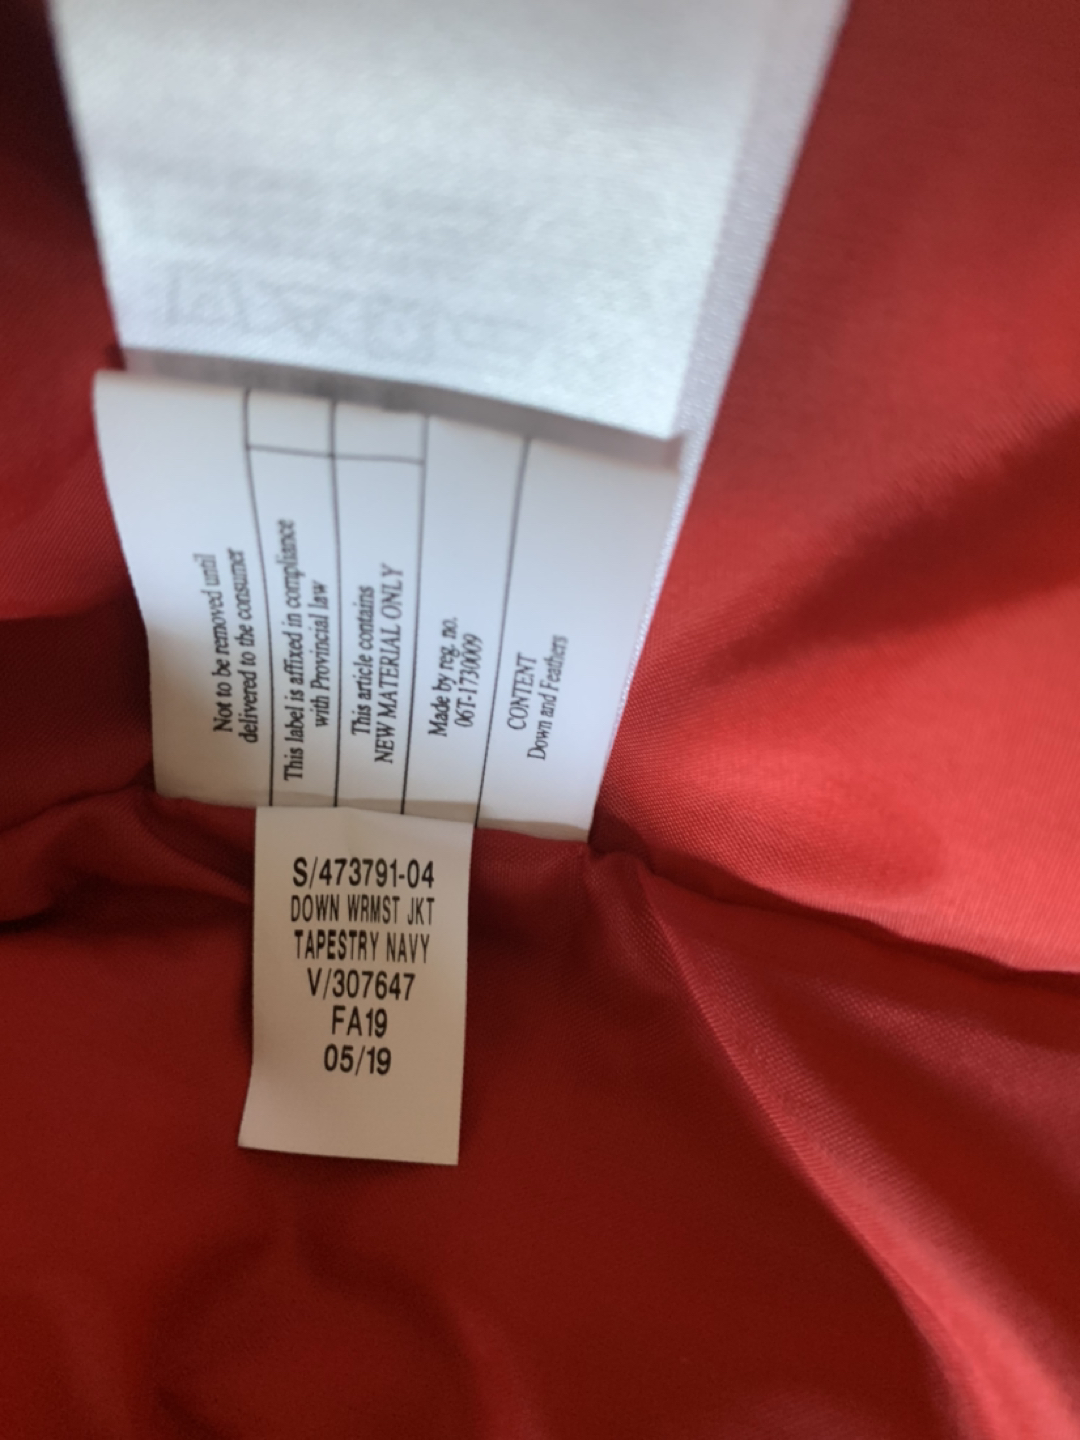 Not to be removed until
delivered to the consumer
This label is affixed in compliance
with Provincial law
This article contains
NEW MATERIAL ONLY
Made by reg. no.
06T-1730009
CONTENT
Down and Feathers
S/473791-04
DOWN WRMST JKT
TAPESTRY NAVY
V/307647
FA19
05/19